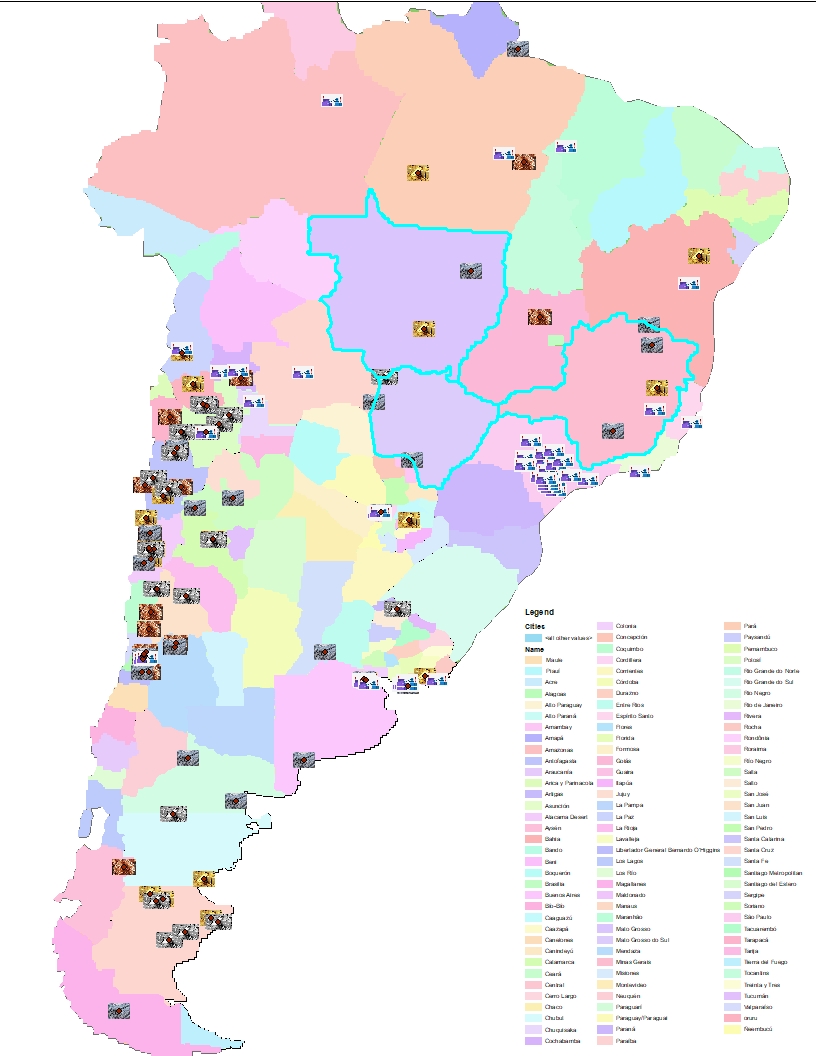 Legend
Cities
<all other values>
Name
Maule
Piauí
Acre
Alagoas
Alto Paraguay
Alto Paraná
Amambay
Amapá
Amazonas
Antofagasta
Araucanía
Arica y Parinacota
Artigas
Asunción
Atacama Desert
Aysén
Bahia
Beni
Boquerón
Brasília
Buenos Aires
Bío-Bío
Caaguazú
Caazapá
Canelones
Canindeyú
Catamarca
Ceará
Central
Cerro Largo
Chaco
Chubut
Chuquisaca
Cochabamba
Colonia
Concepción
Coquimbo
Cordillera
Corrientes
Córdoba
Durazno
Entre Ríos
Espírito Santo
Flores
Florida
Formosa
Goiás
Guaira
Itapúa
Jujuy
La Pampa
La Paz
La Rioja
Lavalleja
Libertador General Bernardo O'Higgins
Los Lagos
Los Río
Magallanes
Maldonado
Manaus
Maranhão
Mato Grosso
Mato Grosso do Sul
Mendoza
Minas Gerais
Misiones
Montevideo
Neuquén
Paraguarí
Paraguay/Paraguai
Paraná
Paraíba
Pará
Paysandú
Pernambuco
Potosí
Rio Grande do Norte
Rio Grande do Sul
Rio Negro
Rio de Janeiro
Rivera
Rocha
Rondônia
Roraima
Río Negro
Salta
Salto
San José
San Juan
San Luis
San Pedro
Santa Catarina
Santa Cruz
Santa Fe
Santiago Metropolitan
Santiago del Estero
Sergipe
Soriano
São Paulo
Tacuarembó
Tarapacá
Tarija
Tierra del Fuego
Tocantins
Treinta y Tres
Tucumán
Valparaíso
oruro
Ñeembucú